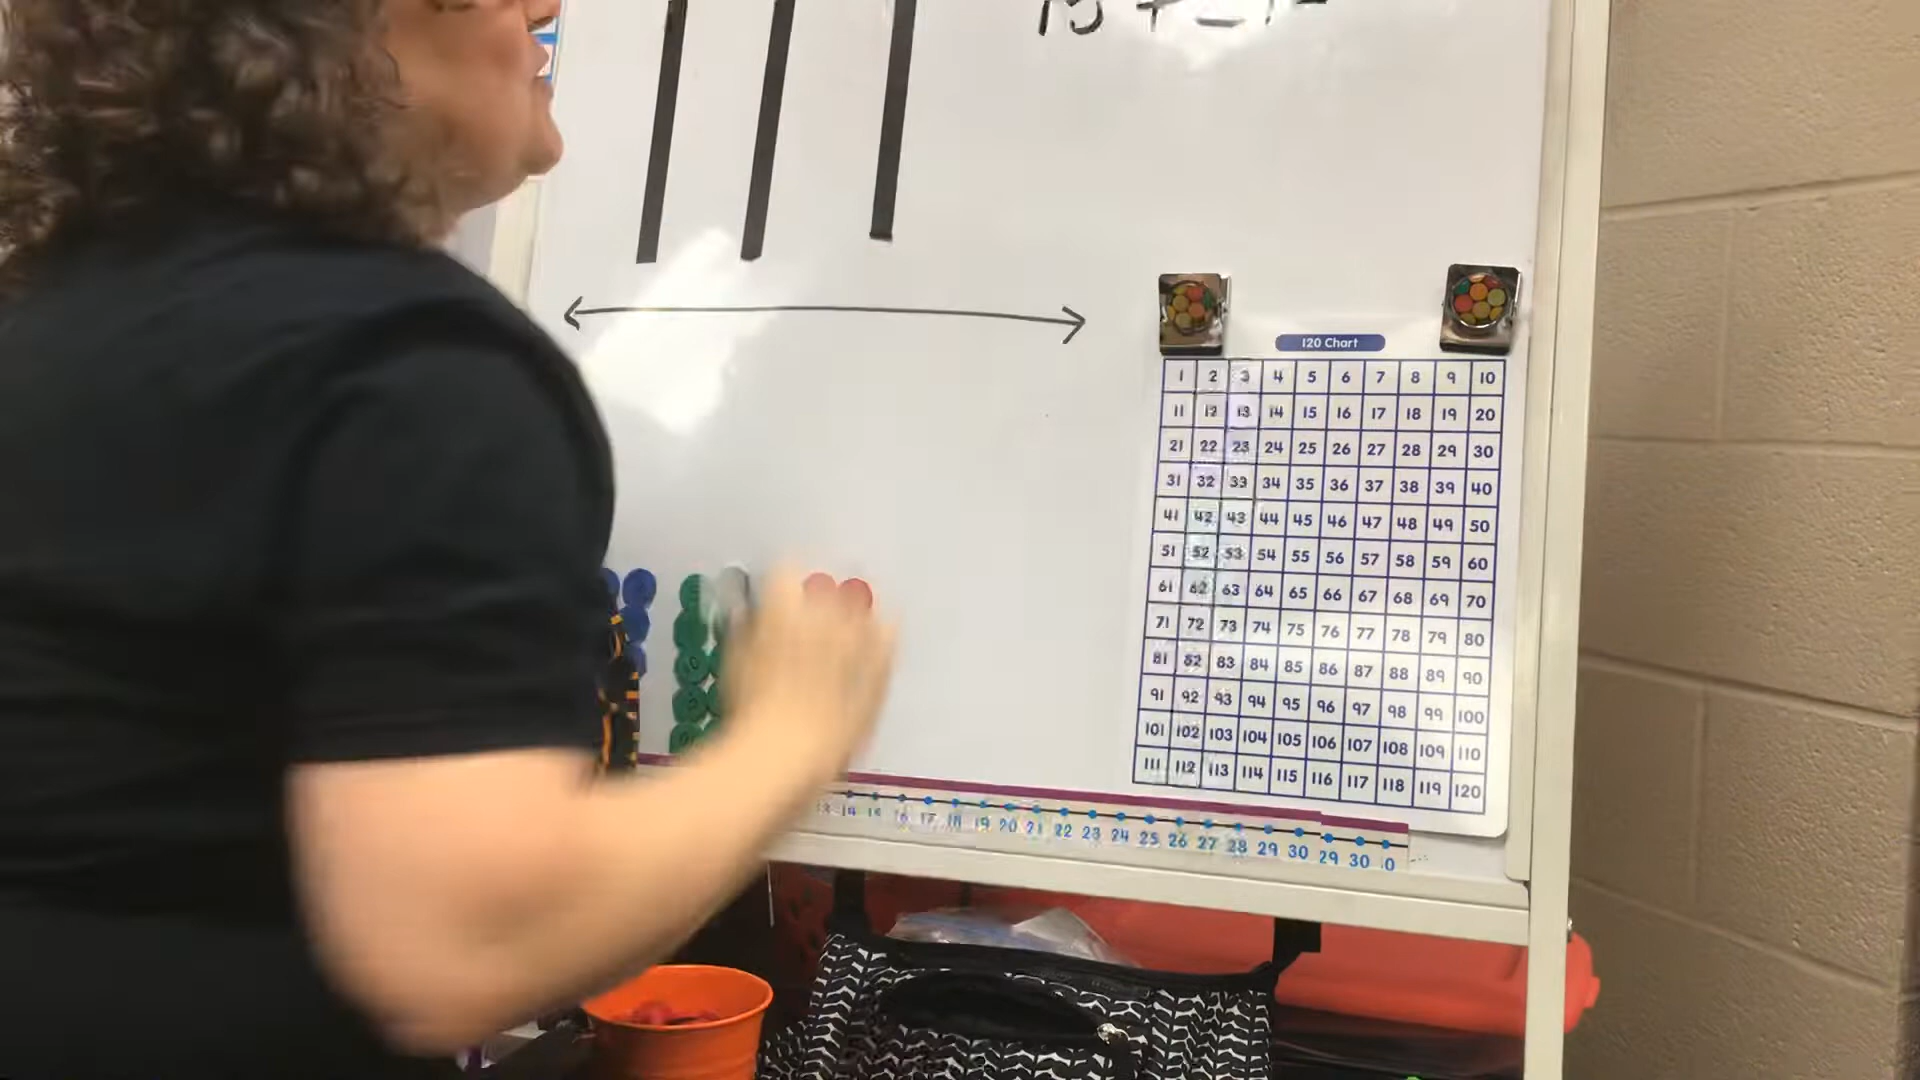 120 Chart
1 2 3 4 5 6 7 8 9 10
11 12 13 14 15 16 17 18 19 20
21 22 23 24 25 26 27 28 29 30
31 32 33 34 35 36 37 38 39 40
41 42 43 44 45 46 47 48 49 50
51 52 53 54 55 56 57 58 59 60
61 62 63 64 65 66 67 68 69 70
71 72 73 74 75 76 77 78 79 80
81 82 83 84 85 86 87 88 89 90
91 92 93 94 95 96 97 98 99 100
101 102 103 104 105 106 107 108 109 110
111 112 113 114 115 116 117 118 119 120
13 14 15 16 17 18 19 20 21 22 23 24 25 26 27 28 29 30 29 30